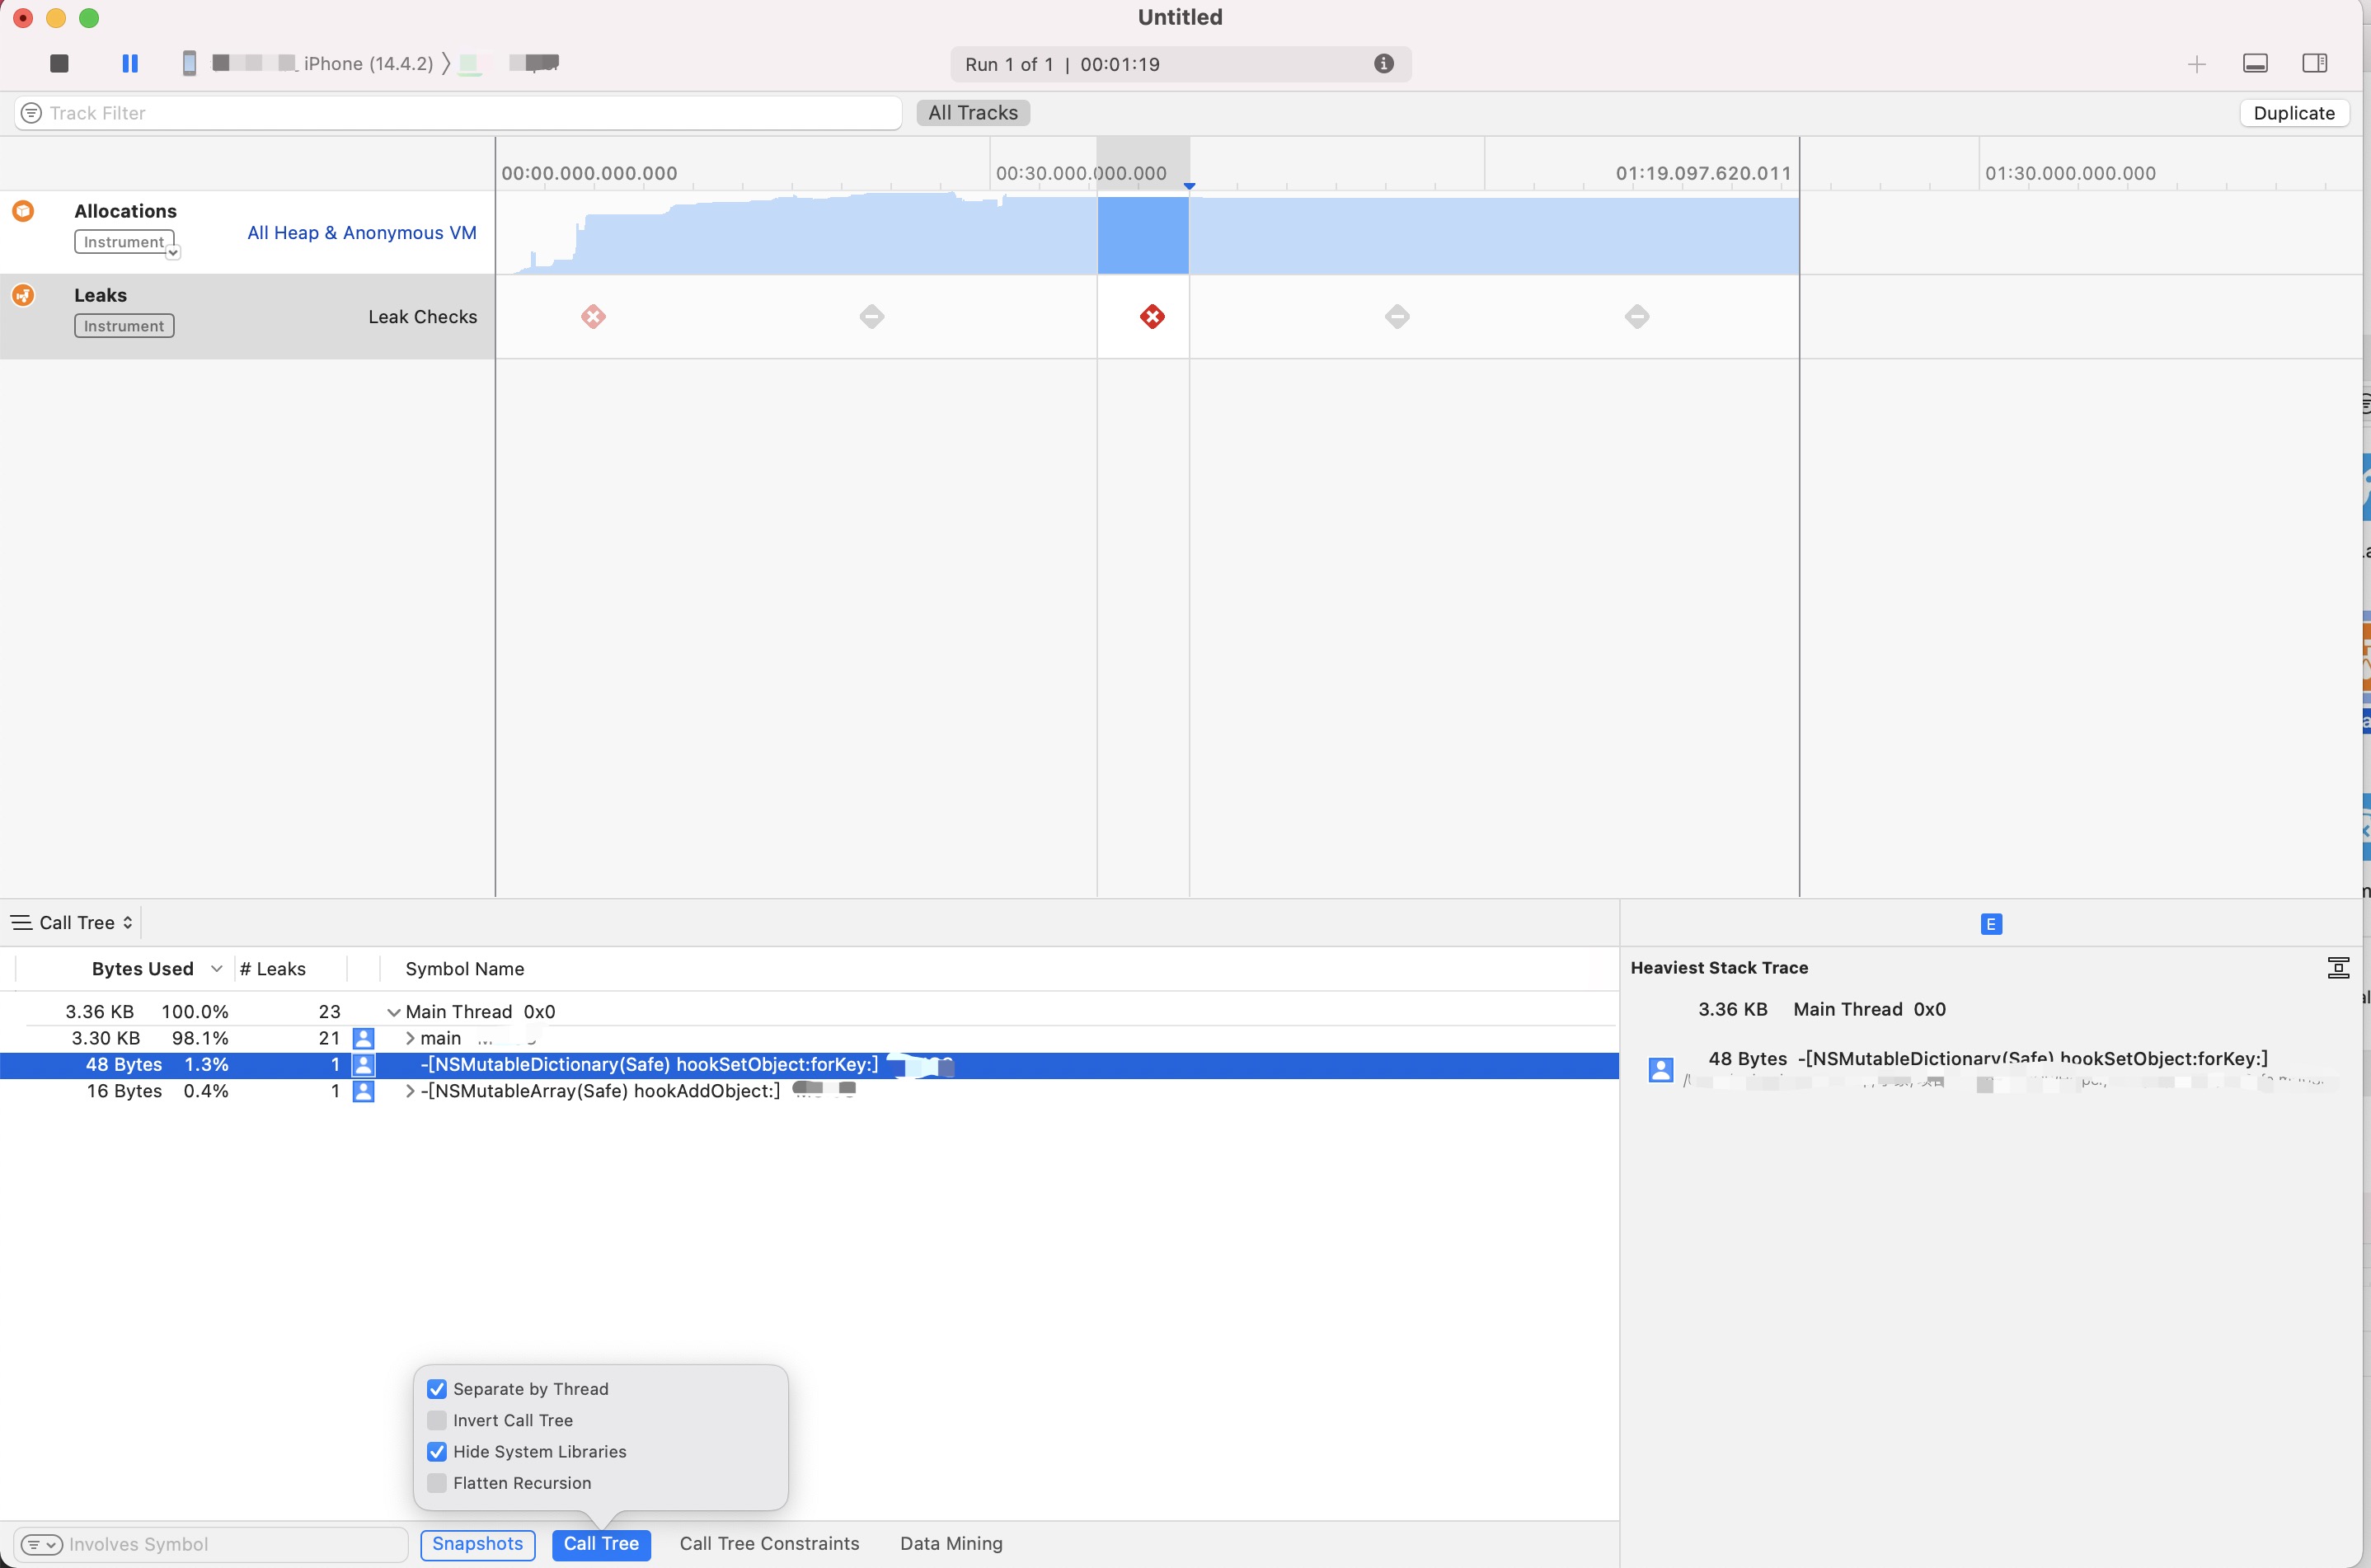 Untitled
iPhone (14.4.2)
Run 1 of 1 | 00:01:19
Track Filter
All Tracks
Duplicate
00:00.000.000.000
00:30.000.000.000
01:19.097.620.011
01:30.000.000.000
Allocations
Instrument
All Heap & Anonymous VM
Leaks
Instrument
Leak Checks
Call Tree
E
Bytes Used # Leaks Symbol Name
3.36 KB 100.0% 23 Main Thread 0x0
3.30 KB 98.1% 21 main
48 Bytes 1.3% 1 -[NSMutableDictionary(Safe) hookSetObject:forKey:]
16 Bytes 0.4% 1 -[NSMutableArray(Safe) hookAddObject:]
Heaviest Stack Trace
3.36 KB Main Thread 0x0
48 Bytes -[NSMutableDictionary(Safe) hookSetObject:forKey:]
Separate by Thread
Invert Call Tree
Hide System Libraries
Flatten Recursion
Involves Symbol
Snapshots
Call Tree
Call Tree Constraints
Data Mining